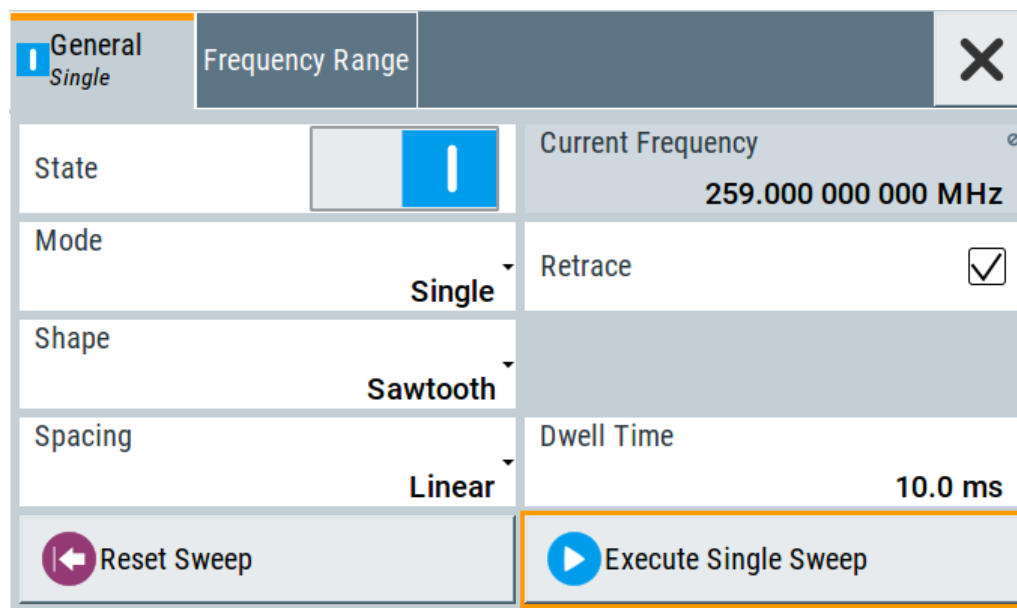 General
Single
Frequency Range
State
Current Frequency
259.000 000 000 MHz
Mode
Single
Retrace
Shape
Sawtooth
Spacing
Linear
Dwell Time
10.0 ms
Reset Sweep
Execute Single Sweep